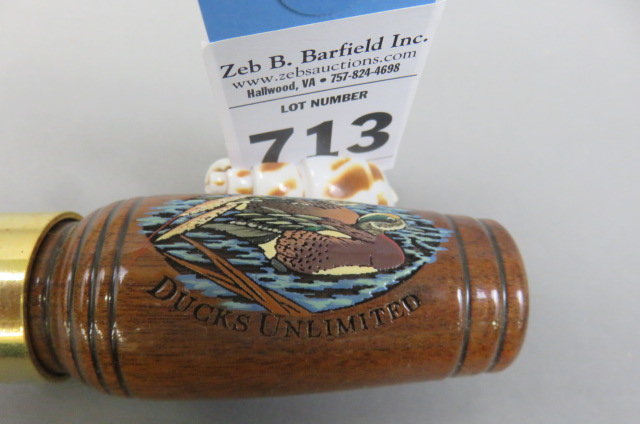 Zeb B. Barfield Inc.
www.zebsauctions.com
Hallwood, VA • 757-824-4698
LOT NUMBER
713
DUCKS UNLIMITED